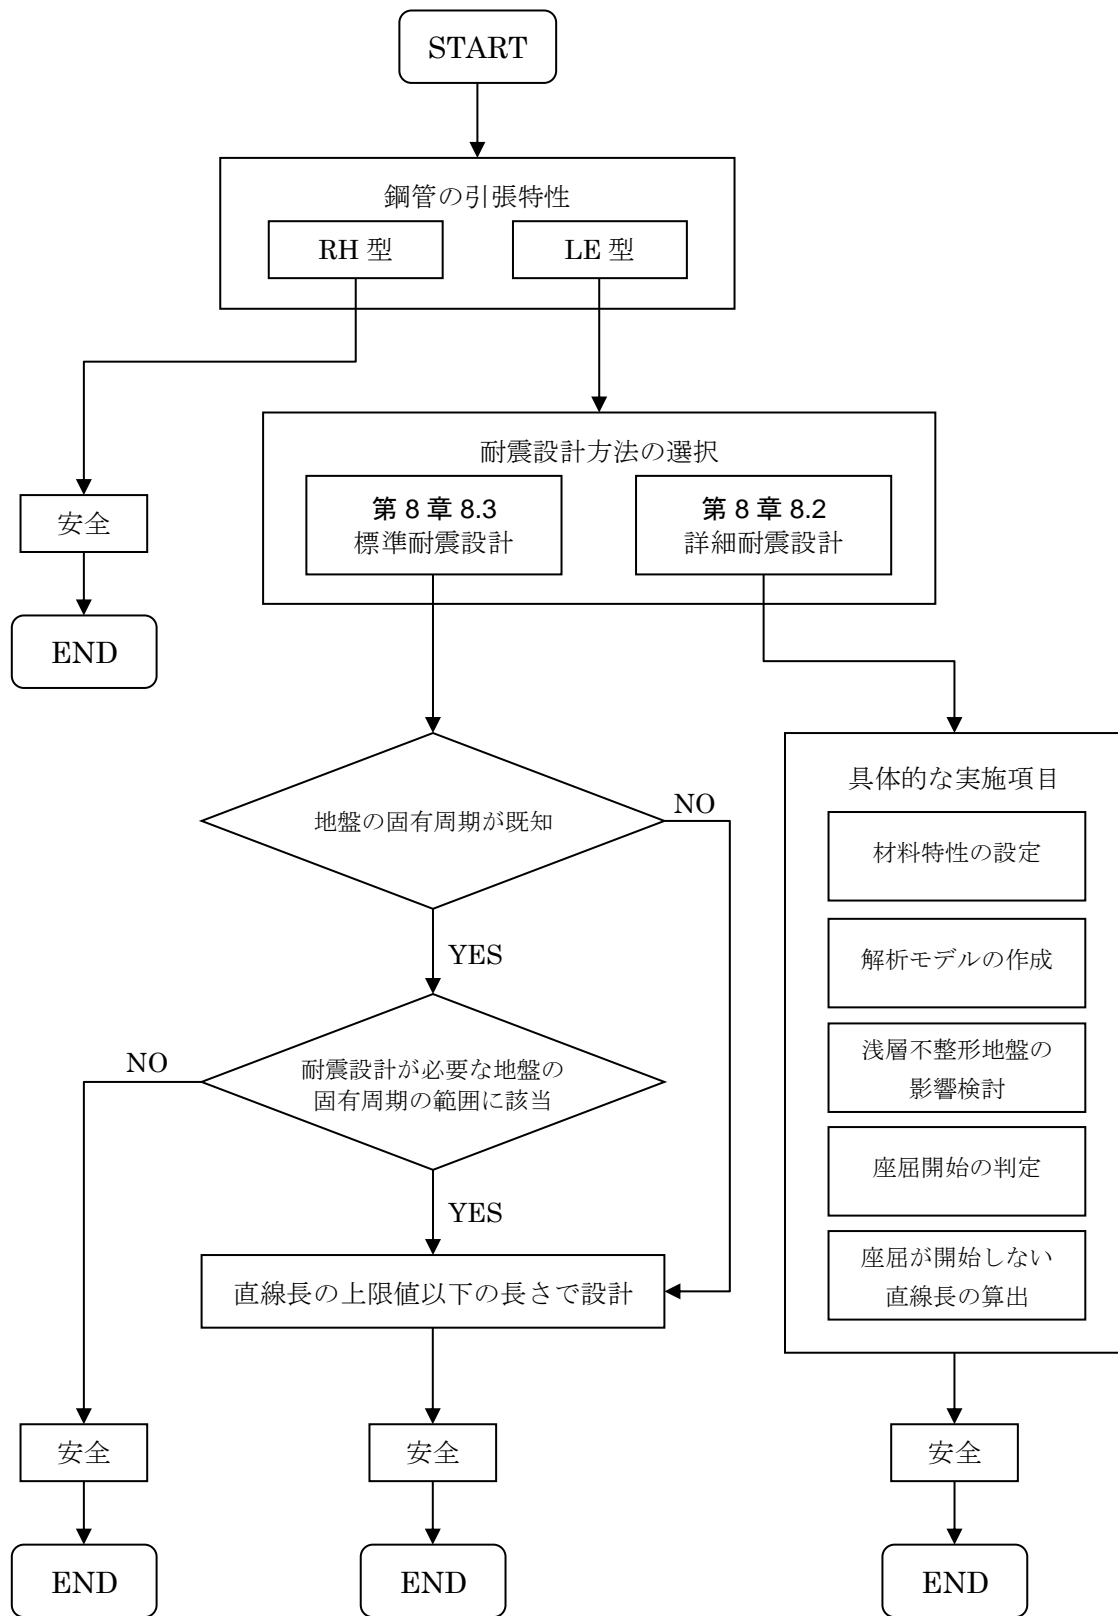 START
鋼管の引張特性
RH 型
LE 型
耐震設計方法の選択
第 8 章 8.3
標準耐震設計
第 8 章 8.2
詳細耐震設計
安全
END
地盤の固有周期が既知
NO
YES
耐震設計が必要な地盤の
固有周期の範囲に該当
NO
YES
直線長の上限値以下の長さで設計
具体的な実施項目
材料特性の設定
解析モデルの作成
浅層不整形地盤の
影響検討
座屈開始の判定
座屈が開始しない
直線長の算出
安全
安全
安全
END
END
END